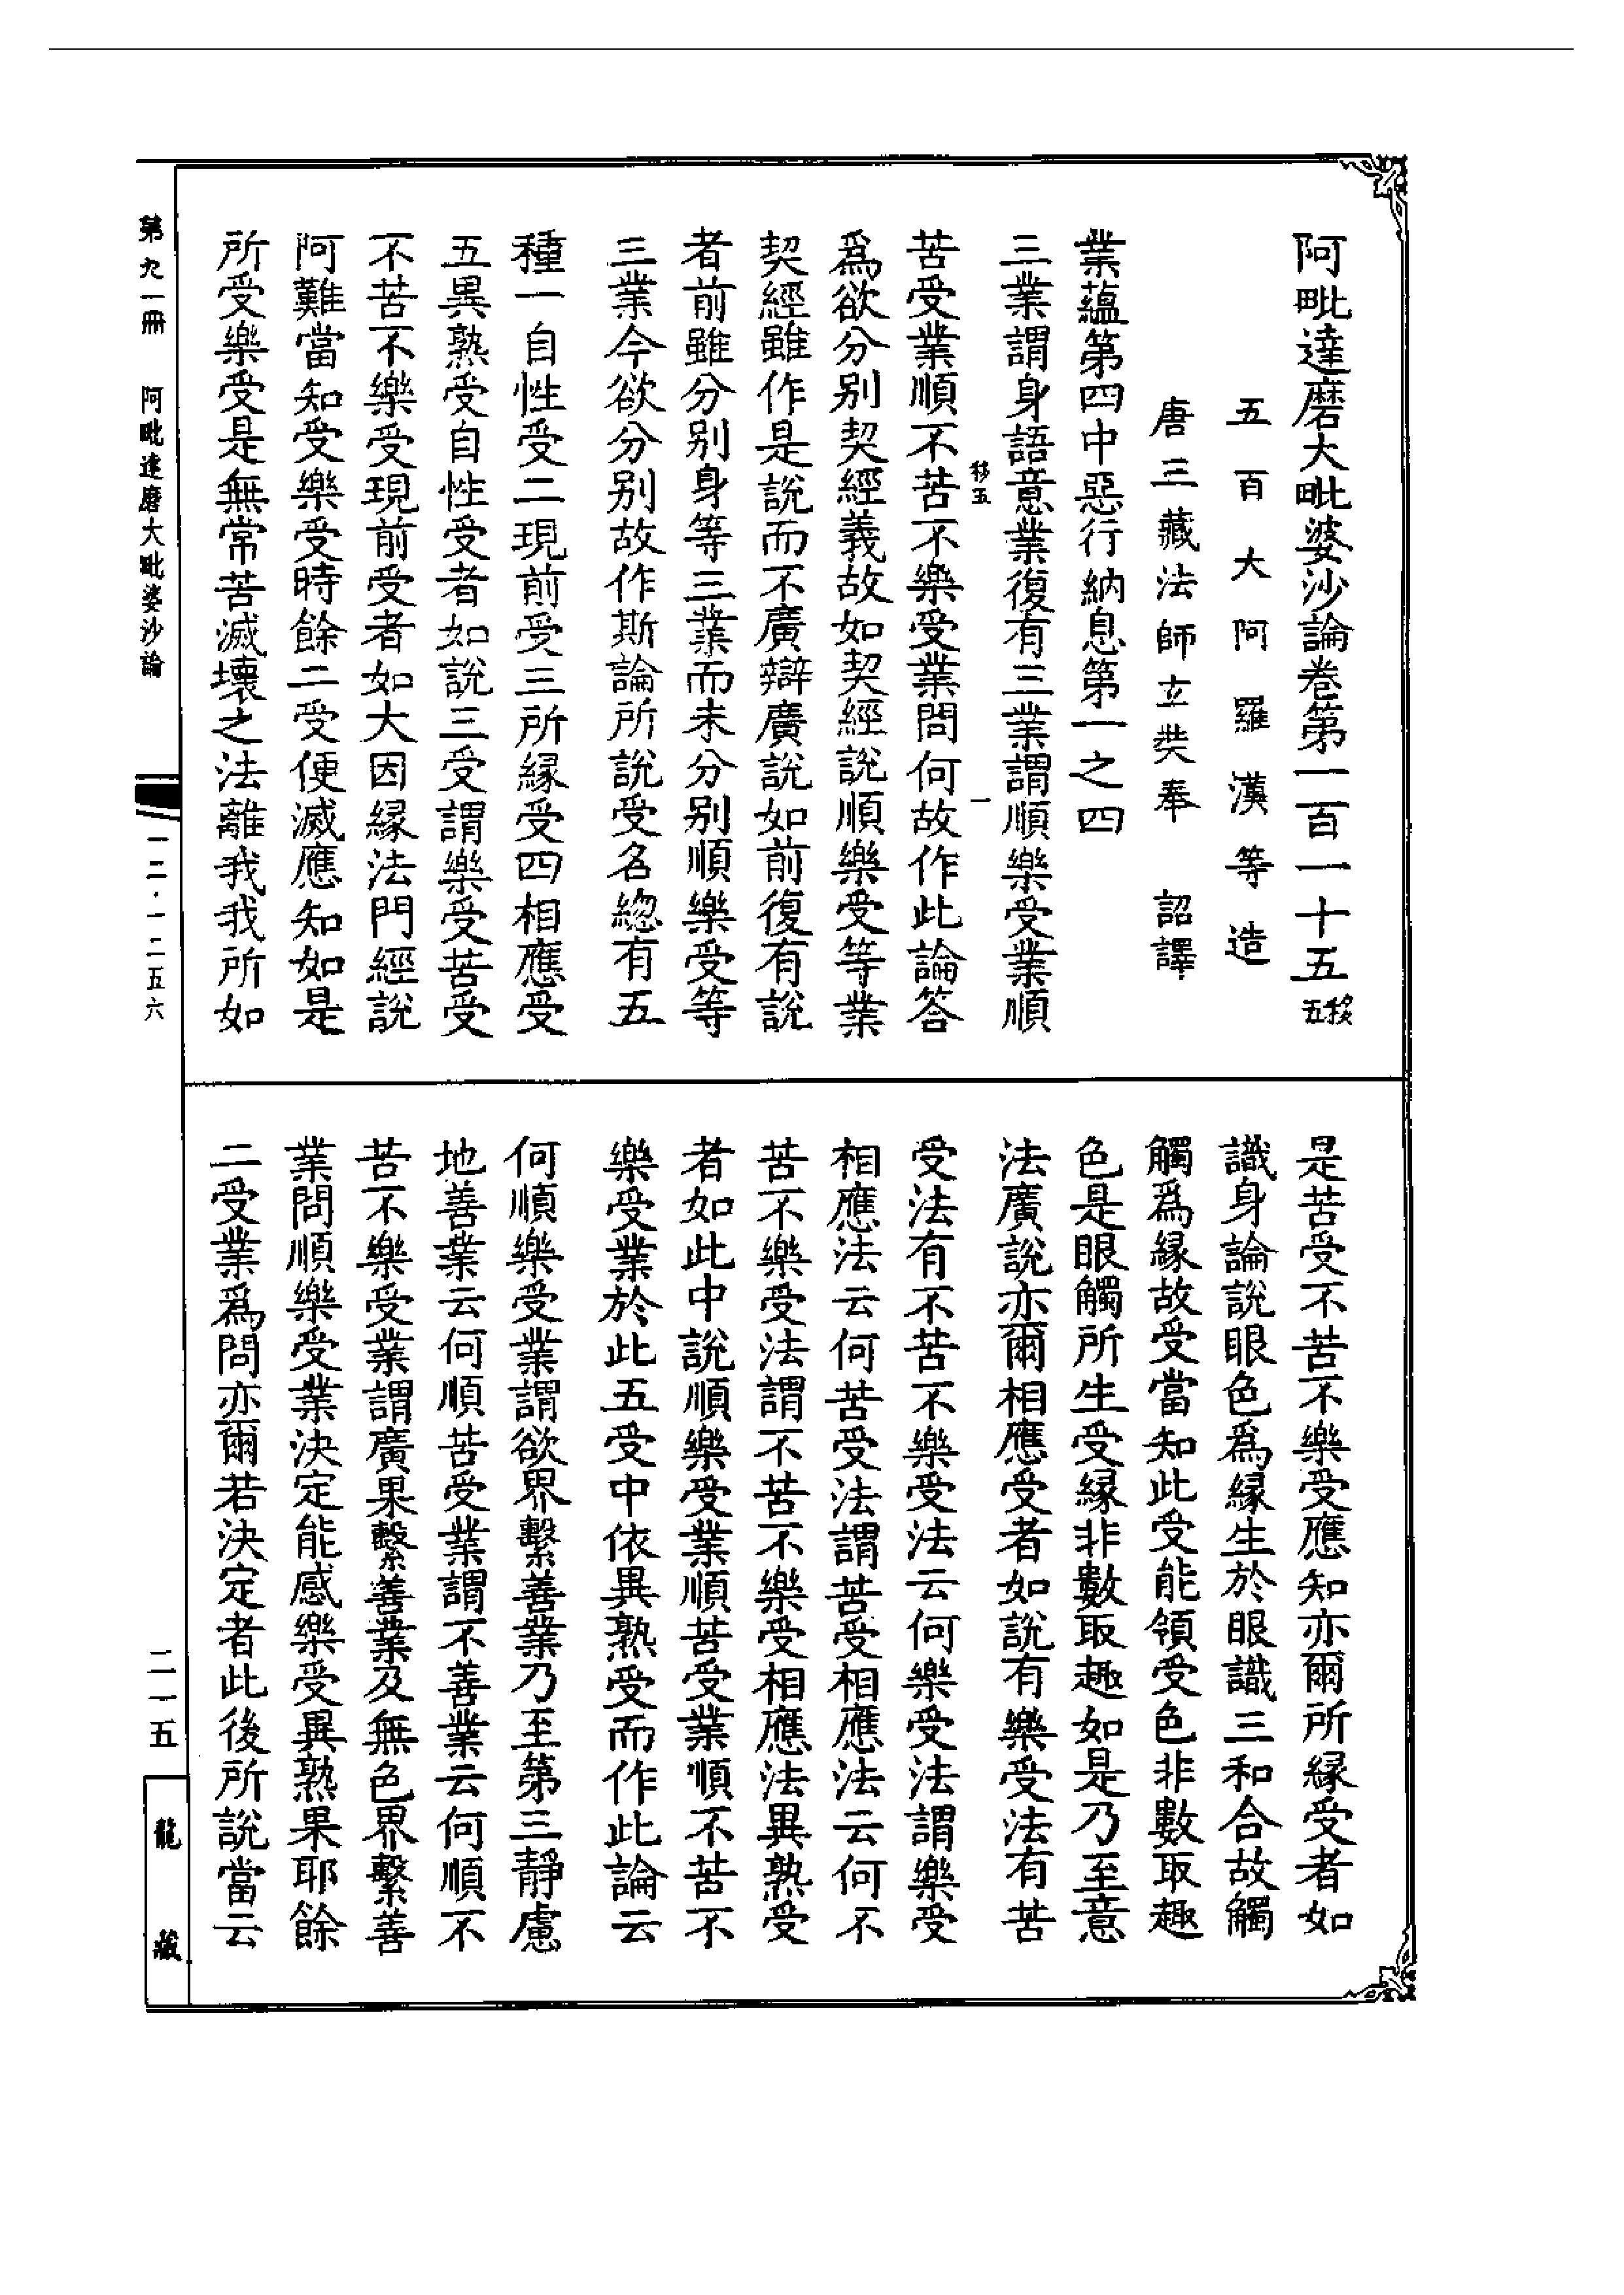 阿毗達磨大毗婆沙論卷第一百一十五 移五
五百大阿羅漢等造
唐三藏法師玄奘奉 詔譯
業蘊第四中惡行納息第一之四
三業謂身語意業復有三業謂順樂受業順
移五 一
苦受業順不苦不樂受業問何故作此論答
爲欲分别契經義故如契經說順樂受等業
契經雖作是說而不廣辯廣說如前復有說
者前雖分别身等三業而未分别順樂受等
三業今欲分别故作斯論所說受名總有五
種一自性受二現前受三所緣受四相應受
五異熟受自性受者如說三受謂樂受苦受
不苦不樂受現前受者如大因緣法門經說
阿難當知受樂受時餘二受便滅應知如是
所受樂受是無常苦滅壞之法離我我所如
是苦受不苦不樂受應知亦爾所緣受者如
識身論說眼色爲緣生於眼識三和合故觸
觸爲緣故受當知此受能領受色非數取趣
色是眼觸所生受緣非數取趣如是乃至意
法廣說亦爾相應受者如說有樂受法有苦
受法有不苦不樂受法云何樂受法謂樂受
相應法云何苦受法謂苦受相應法云何不
苦不樂受法謂不苦不樂受相應法異熟受
者如此中說順樂受業順苦受業順不苦不
樂受業於此五受中依異熟受而作此論云
何順樂受業謂欲界繫善業乃至第三靜慮
地善業云何順苦受業謂不善業云何順不
苦不樂受業謂廣果繫善業及無色界繫善
業問順樂受業決定能感樂受異熟果耶餘
二受業爲問亦爾若決定者此後所說當云
第九一冊 阿毗達磨大毗婆沙論
一二·一二五六
二一五
龍藏